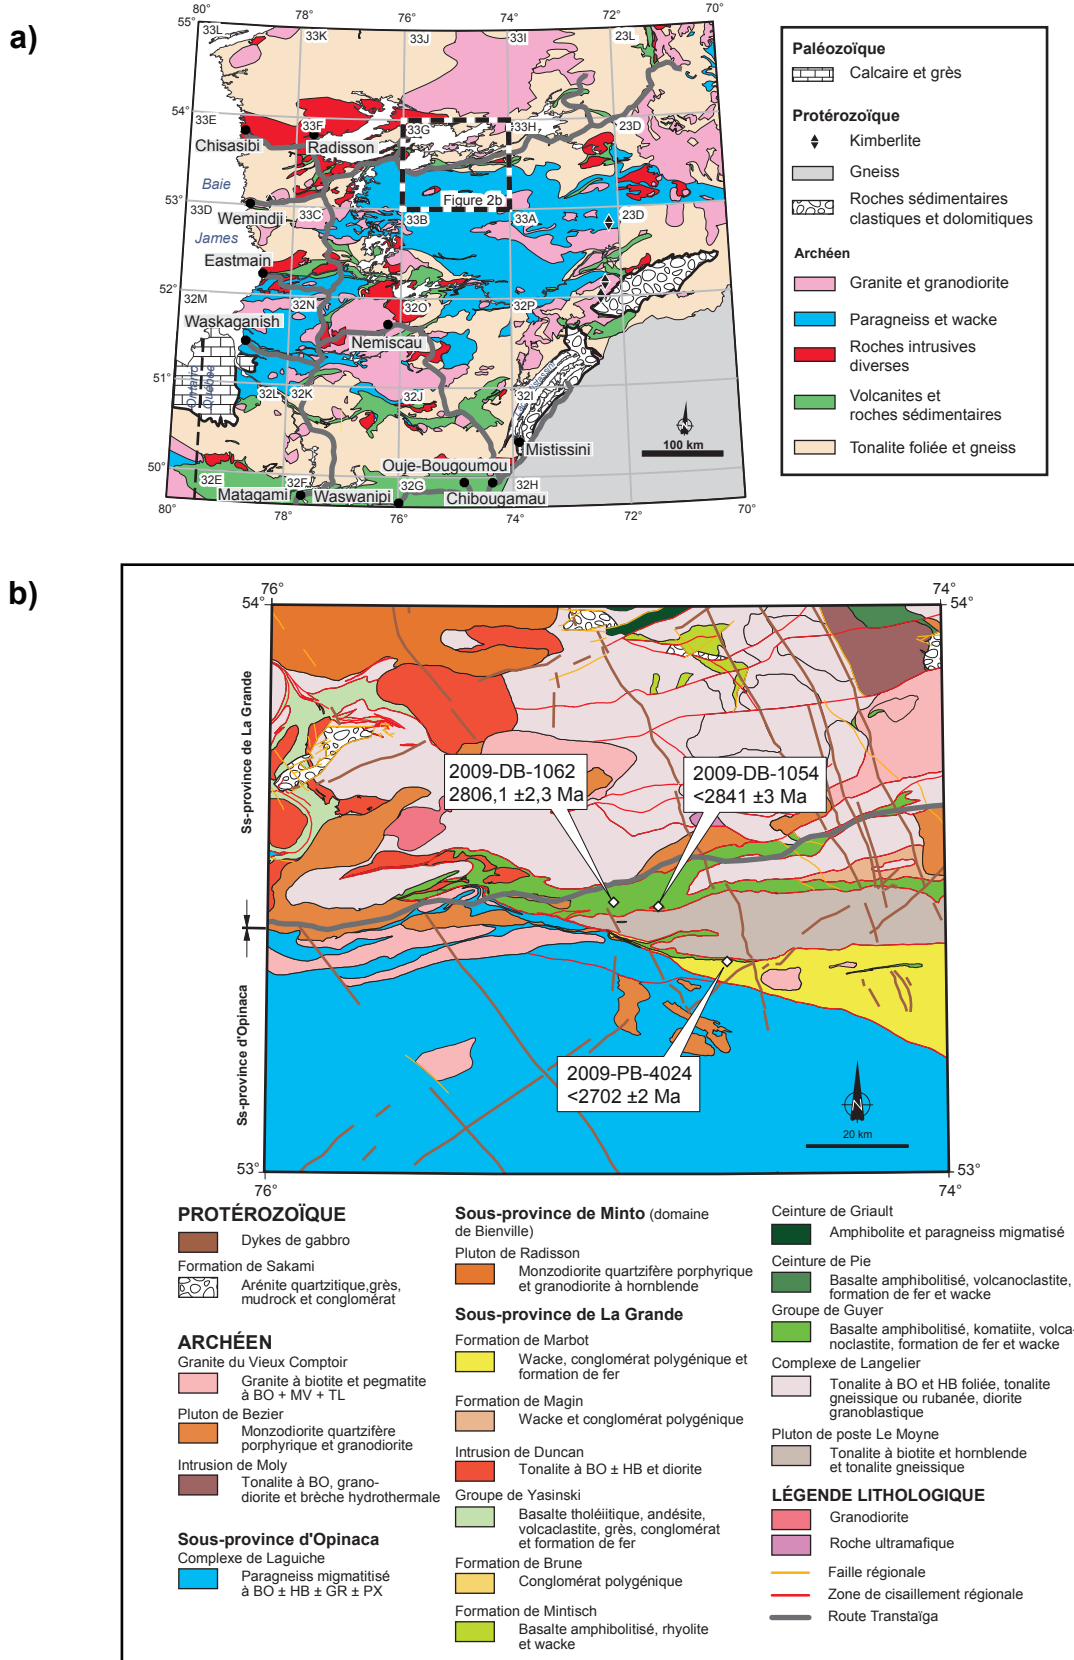 a)
80°
78°
76°
74°
72°
70°
55°
33L
33K
33J
33I
23L
54°
33E
33F
33G
33H
23D
Chisasibi
Radisson
Baie
53°
33D
Wemindji
33C
Figure 2b
33B
33A
23D
James
Eastmain
52°
32M
32N
32O
32P
Waskaganish
Nemiscau
51°
Ontario
Québec
32L
32K
32J
32I
Mistissini
100 km
50°
Ouje-Bougoumou
32E
32F
32G
32H
Matagami
Waswanipi
Chibougamau
80°
78°
76°
74°
72°
70°
Paléozoïque
Calcaire et grès
Protérozoïque
Kimberlite
Gneiss
Roches sédimentaires
clastiques et dolomitiques
Archéen
Granite et granodiorite
Paragneiss et wacke
Roches intrusives
diverses
Volcanites et
roches sédimentaires
Tonalite foliée et gneiss
b)
76°
74°
54°
54°
Ss-province de La Grande
Ss-province d'Opinaca
2009-DB-1062
2806,1 ±2,3 Ma
2009-DB-1054
<2841 ±3 Ma
2009-PB-4024
<2702 ±2 Ma
N
20 km
53°
53°
76°
74°
PROTÉROZOÏQUE
Dykes de gabbro
Formation de Sakami
Arénite quartzitique,grès,
mudrock et conglomérat
ARCHÉEN
Granite du Vieux Comptoir
Granite à biotite et pegmatite
à BO + MV + TL
Pluton de Bezier
Monzodiorite quartzifère
porphyrique et granodiorite
Intrusion de Moly
Tonalite à BO, grano-
diorite et brèche hydrothermale
Sous-province d'Opinaca
Complexe de Laguiche
Paragneiss migmatitisé
à BO ± HB ± GR ± PX
Sous-province de Minto (domaine
de Bienville)
Pluton de Radisson
Monzodiorite quartzifère porphyrique
et granodiorite à hornblende
Sous-province de La Grande
Formation de Marbot
Wacke, conglomérat polygénique et
formation de fer
Formation de Magin
Wacke et conglomérat polygénique
Intrusion de Duncan
Tonalite à BO ± HB et diorite
Groupe de Yasinski
Basalte tholéiitique, andésite,
volcaclastite, grès, conglomérat
et formation de fer
Formation de Brune
Conglomérat polygénique
Formation de Mintisch
Basalte amphibolitisé, rhyolite
et wacke
Ceinture de Griault
Amphibolite et paragneiss migmatisé
Ceinture de Pie
Basalte amphibolitisé, volcanoclastite,
formation de fer et wacke
Groupe de Guyer
Basalte amphibolitisé, komatiite, volca-
noclastite, formation de fer et wacke
Complexe de Langelier
Tonalité à BO et HB foliée, tonalite
gneissique ou rubanée, diorite
granoblastique
Pluton de poste Le Moyne
Tonalite à biotite et hornblende
et tonalite gneissique
LÉGENDE LITHOLOGIQUE
Granodiorite
Roche ultramafique
Faille régionale
Zone de cisaillement régionale
Route Transtaïga